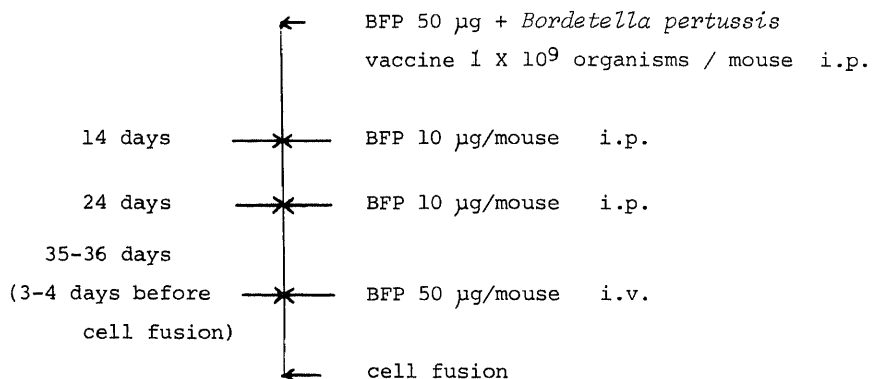 BFP 50 µg + Bordetella pertussis
vaccine 1 X 10⁹ organisms / mouse i.p.
14 days BFP 10 µg/mouse i.p.
24 days BFP 10 µg/mouse i.p.
35-36 days
(3-4 days before BFP 50 µg/mouse i.v.
cell fusion)
cell fusion